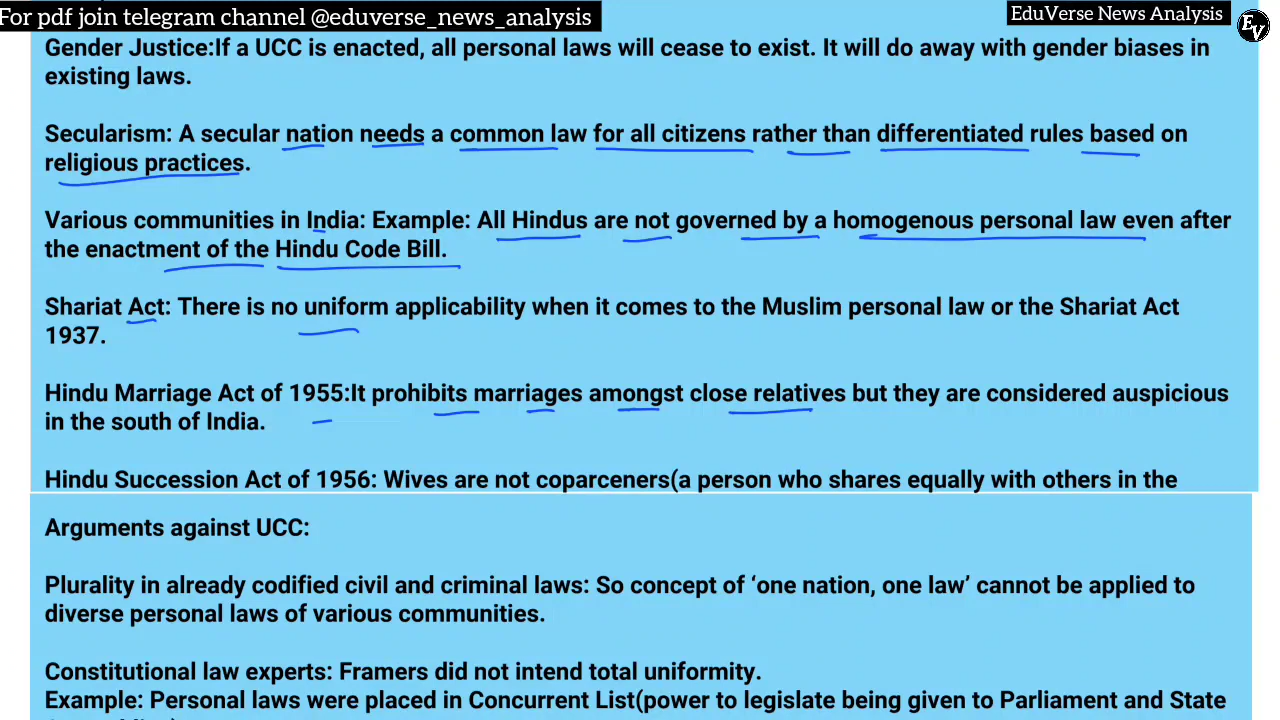 For pdf join telegram channel @eduverse_news_analysis
EduVerse News Analysis
EV
Gender Justice:If a UCC is enacted, all personal laws will cease to exist. It will do away with gender biases in
existing laws.
Secularism: A secular nation needs a common law for all citizens rather than differentiated rules based on
religious practices.
Various communities in India: Example: All Hindus are not governed by a homogenous personal law even after
the enactment of the Hindu Code Bill.
Shariat Act: There is no uniform applicability when it comes to the Muslim personal law or the Shariat Act
1937.
Hindu Marriage Act of 1955:It prohibits marriages amongst close relatives but they are considered auspicious
in the south of India.
Hindu Succession Act of 1956: Wives are not coparceners(a person who shares equally with others in the
Arguments against UCC:
Plurality in already codified civil and criminal laws: So concept of ‘one nation, one law’ cannot be applied to
diverse personal laws of various communities.
Constitutional law experts: Framers did not intend total uniformity.
Example: Personal laws were placed in Concurrent List(power to legislate being given to Parliament and State